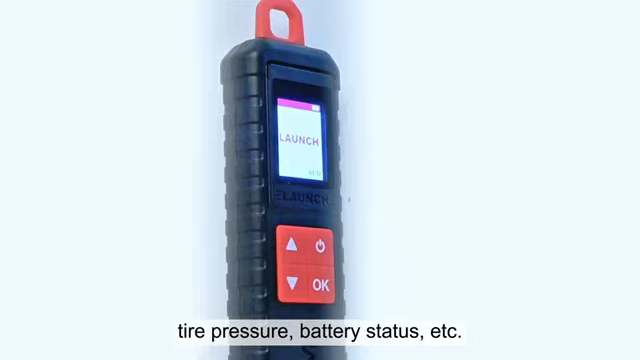 LAUNCH
LAUNCH
OK
tire pressure, battery status, etc.